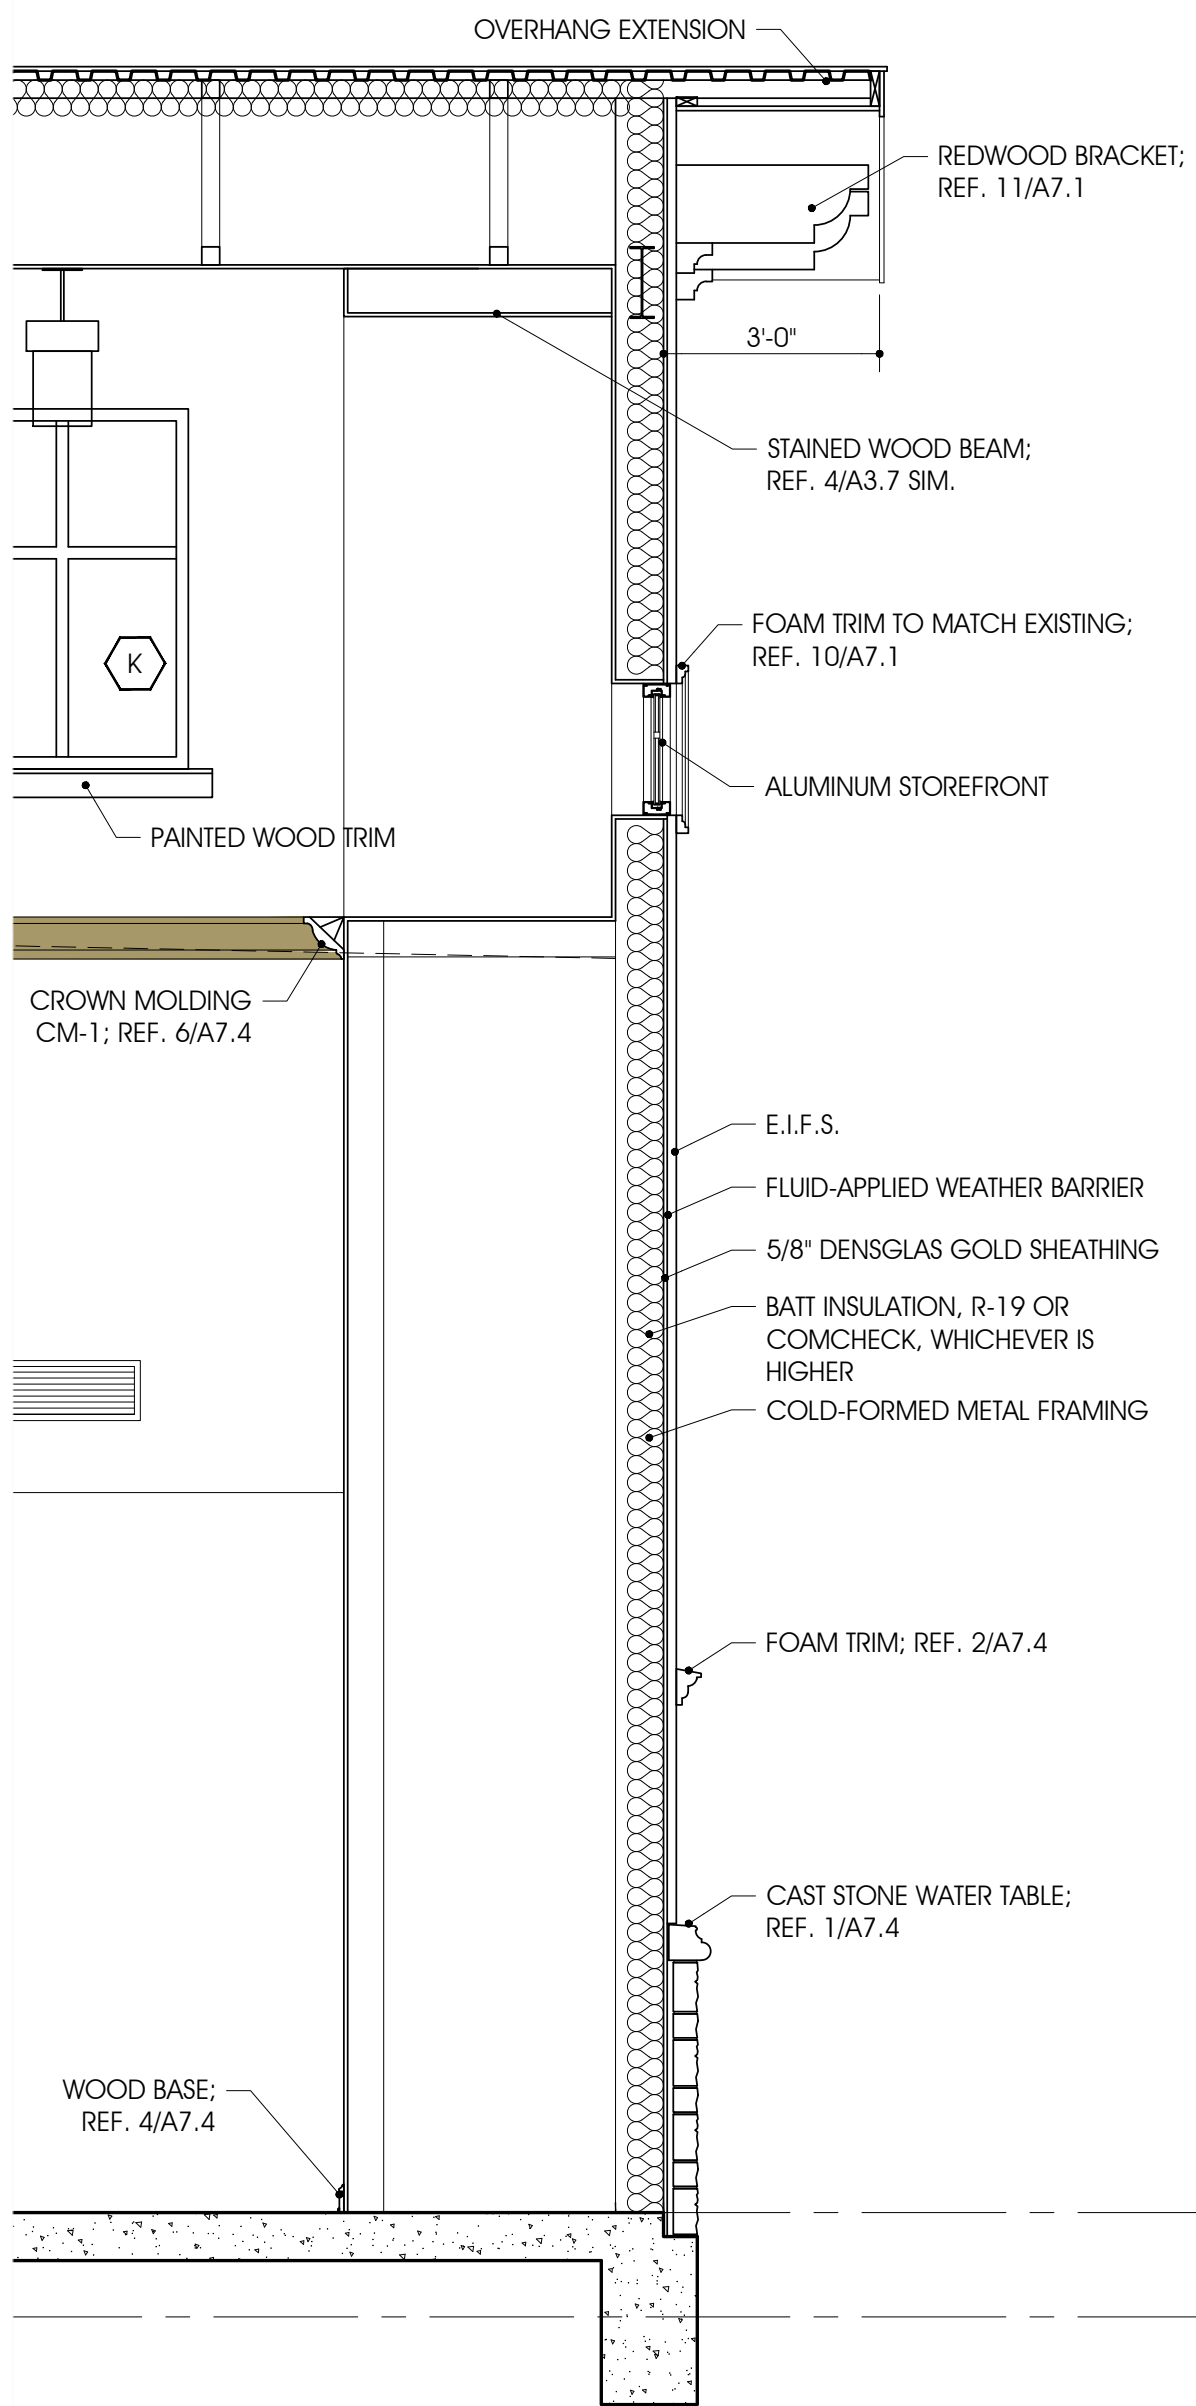 OVERHANG EXTENSION
REDWOOD BRACKET;
REF. 11/A7.1
3'-0"
STAINED WOOD BEAM;
REF. 4/A3.7 SIM.
FOAM TRIM TO MATCH EXISTING;
REF. 10/A7.1
K
ALUMINUM STOREFRONT
PAINTED WOOD TRIM
CROWN MOLDING
CM-1; REF. 6/A7.4
E.I.F.S.
FLUID-APPLIED WEATHER BARRIER
5/8" DENSGLAS GOLD SHEATHING
BATT INSULATION, R-19 OR
COMCHECK, WHICHEVER IS
HIGHER
COLD-FORMED METAL FRAMING
FOAM TRIM; REF. 2/A7.4
CAST STONE WATER TABLE;
REF. 1/A7.4
WOOD BASE;
REF. 4/A7.4